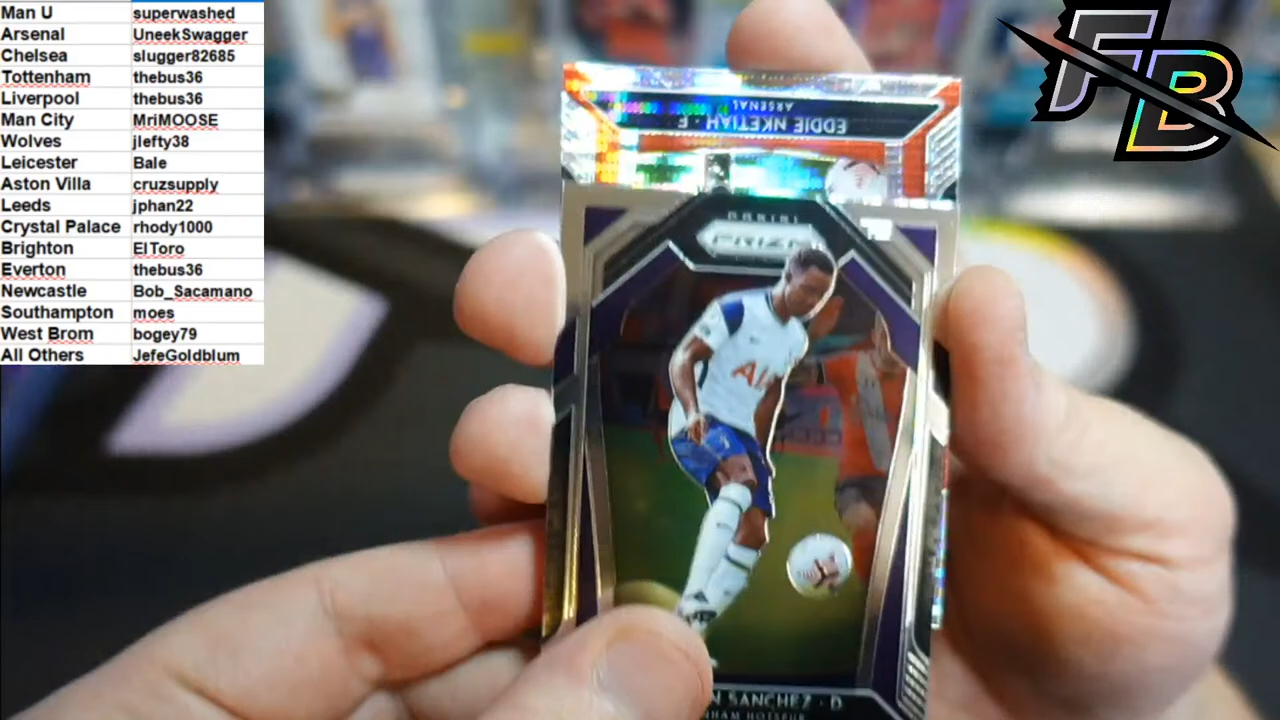 Man U superwashed
Arsenal UneekSwagger
Chelsea slugger82685
Tottenham thebus36
Liverpool thebus36
Man City MriMOOSE
Wolves jlefty38
Leicester Bale
Aston Villa cruzsupply
Leeds jphan22
Crystal Palace rhody1000
Brighton ElToro
Everton thebus36
Newcastle Bob_Sacamano
Southampton moes
West Brom bogey79
All Others JefeGoldblum
FB
ARSENAL
EDDIE NKETIAH · F
PANINI
PRIZM
AIA
N SANCHEZ · D
NHAM HOTSPUR